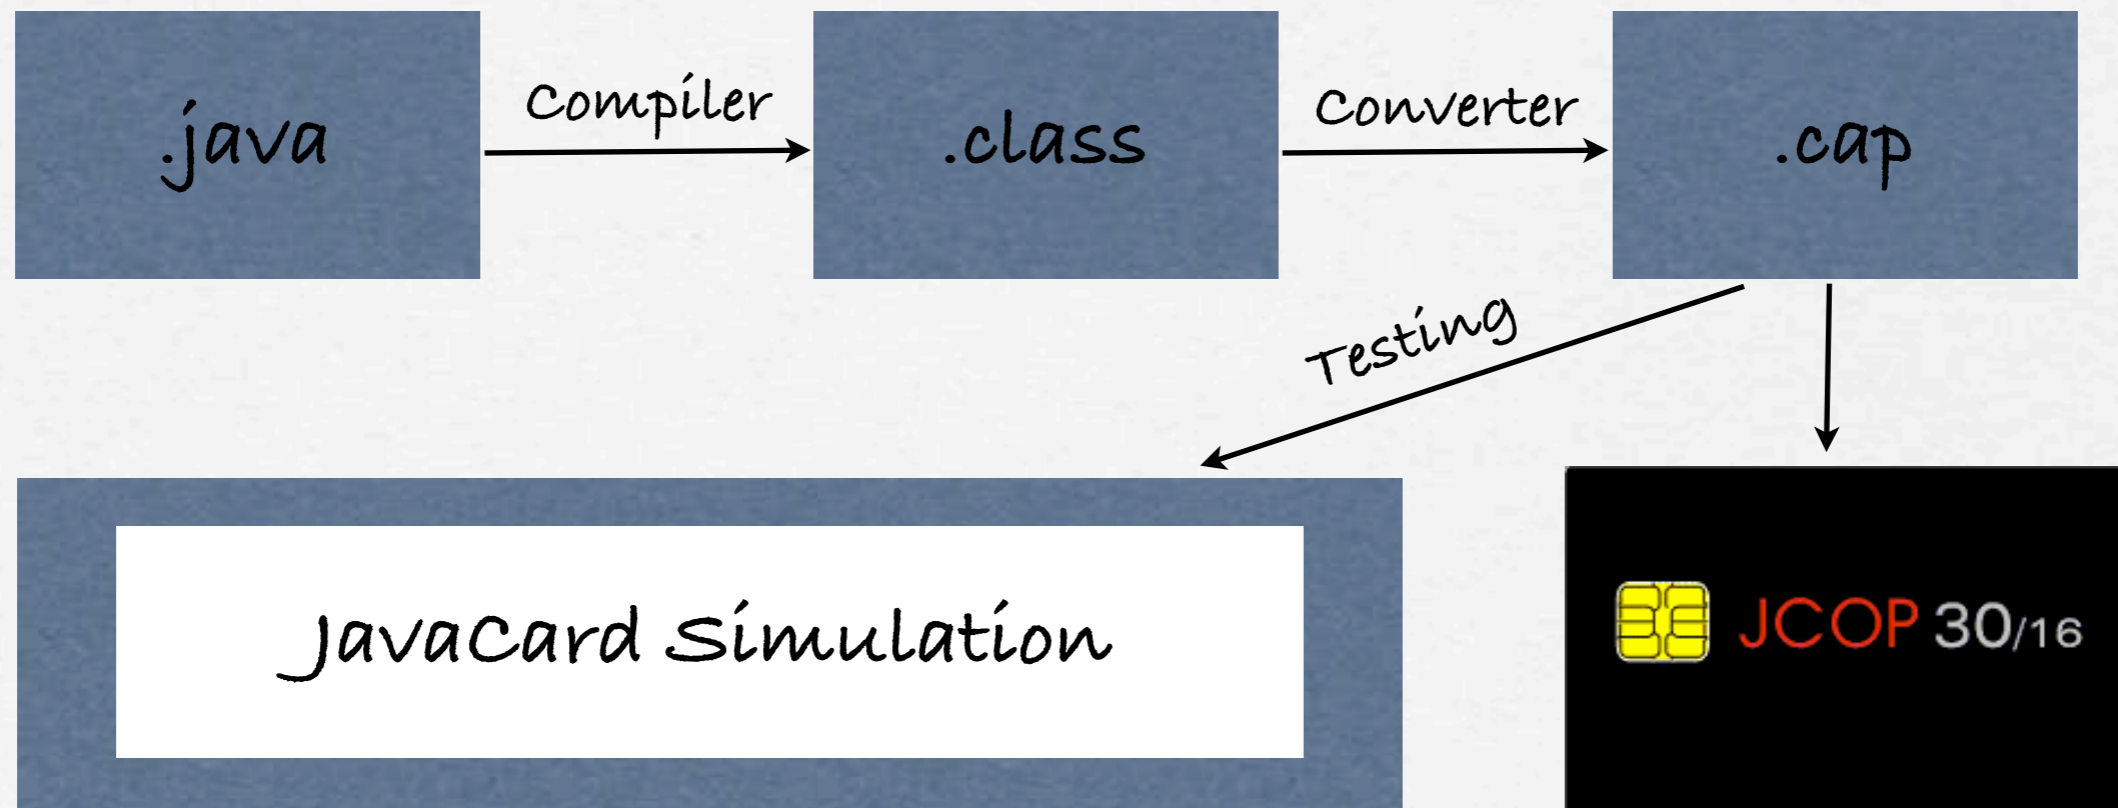 .java
Compiler
.class
Converter
.cap
Testing
JavaCard Simulation
JCOP 30/16